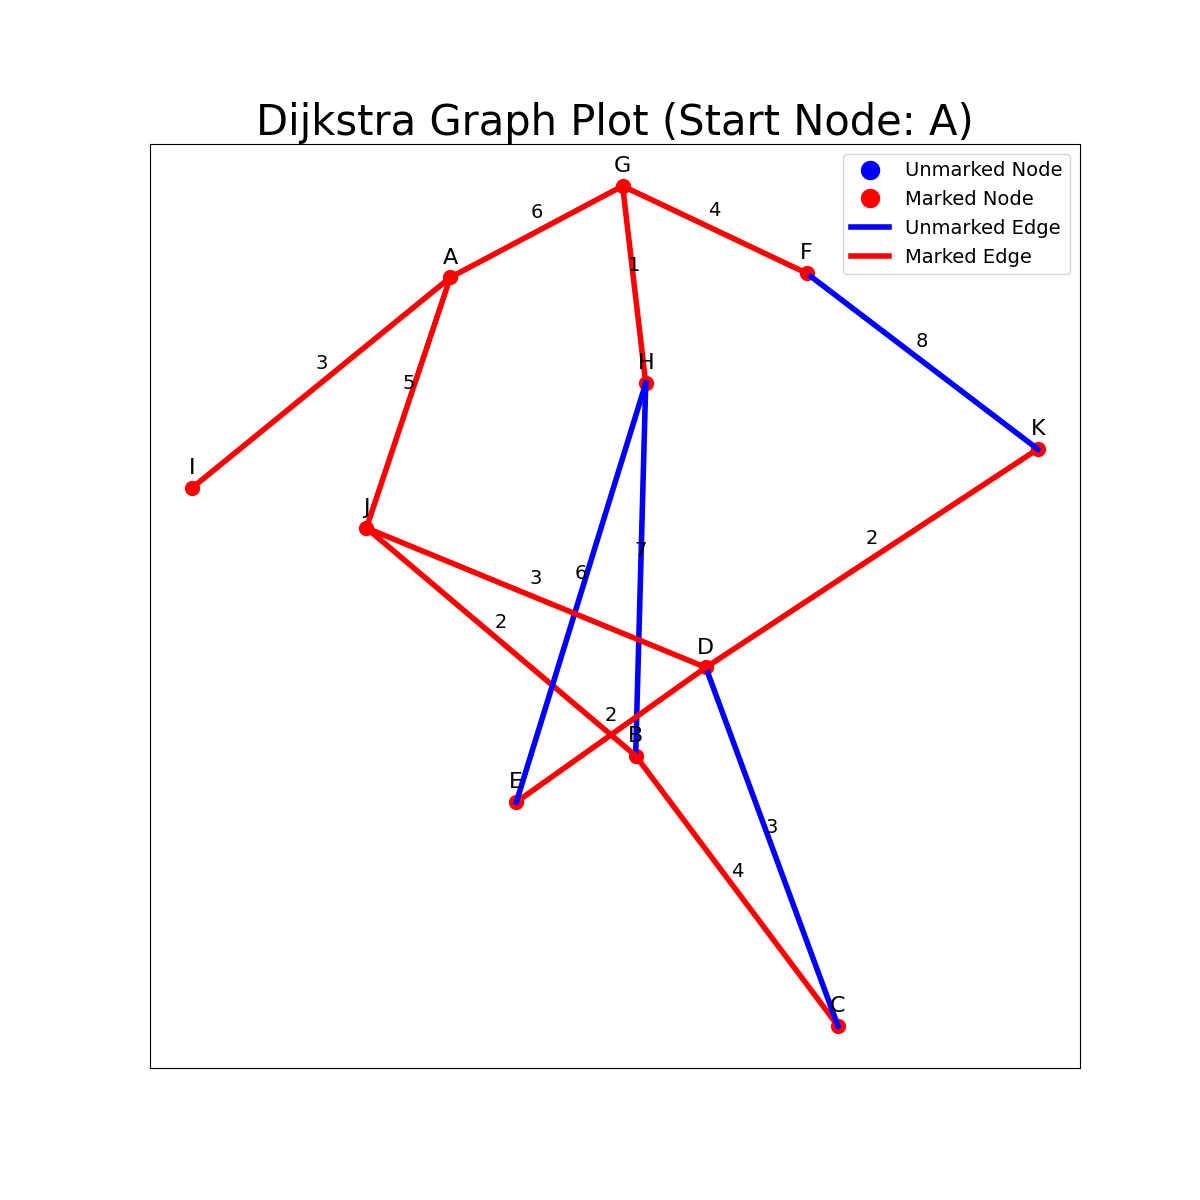 Dijkstra Graph Plot (Start Node: A)
Unmarked Node
Marked Node
Unmarked Edge
Marked Edge
G
6
4
A
F
1
8
3
H
5
K
I
J
2
7
3
6
2
D
2
B
E
3
4
C